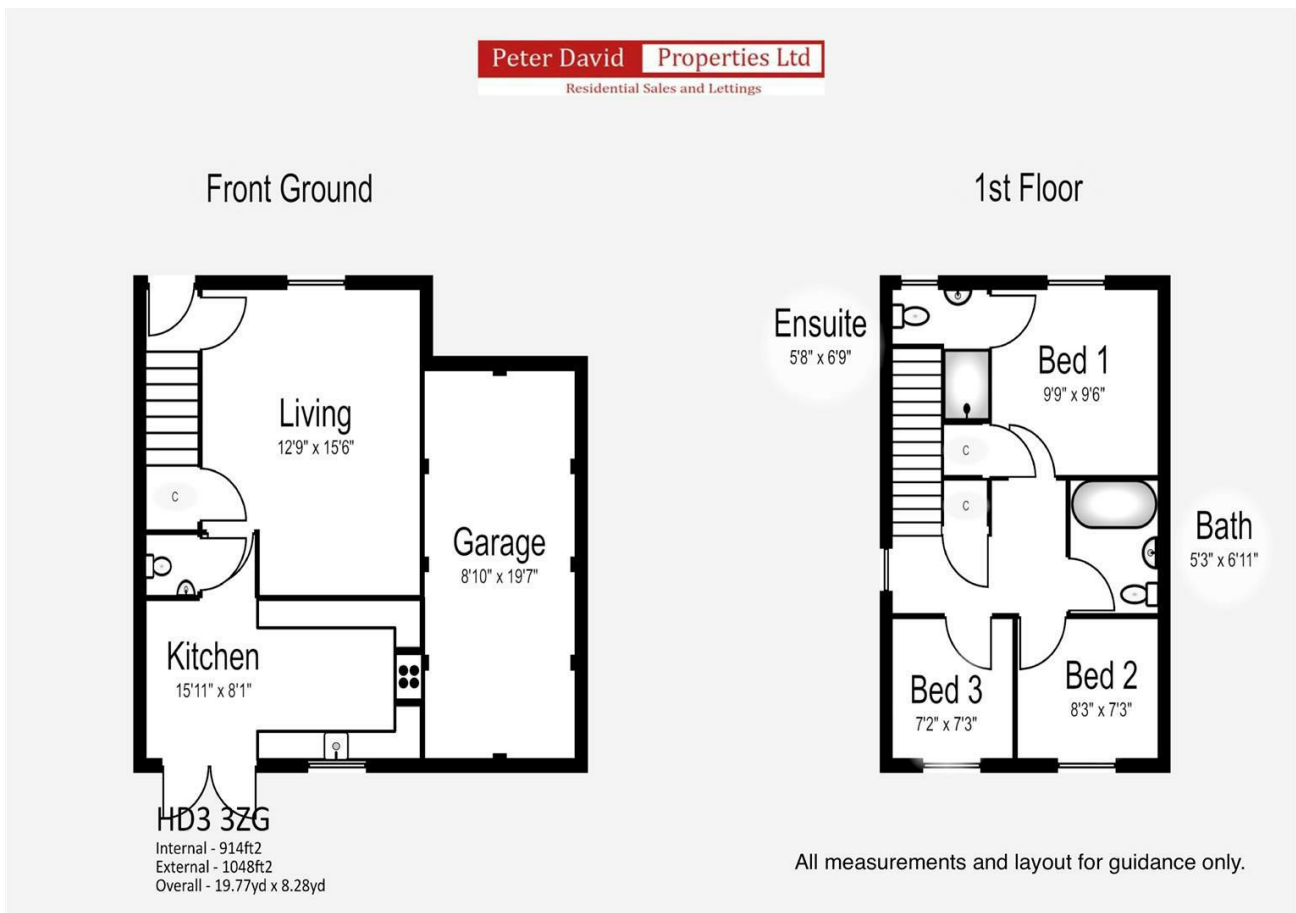 Peter David Properties Ltd
Residential Sales and Lettings
Front Ground
1st Floor
Living
12'9" x 15'6"
C
Garage
8'10" x 19'7"
Kitchen
15'11" x 8'1"
Ensuite
5'8" x 6'9"
Bed 1
9'9" x 9'6"
C
C
Bath
5'3" x 6'11"
Bed 3
7'2" x 7'3"
Bed 2
8'3" x 7'3"
HD3 3ZG
Internal - 914ft2
External - 1048ft2
Overall - 19.77yd x 8.28yd
All measurements and layout for guidance only.